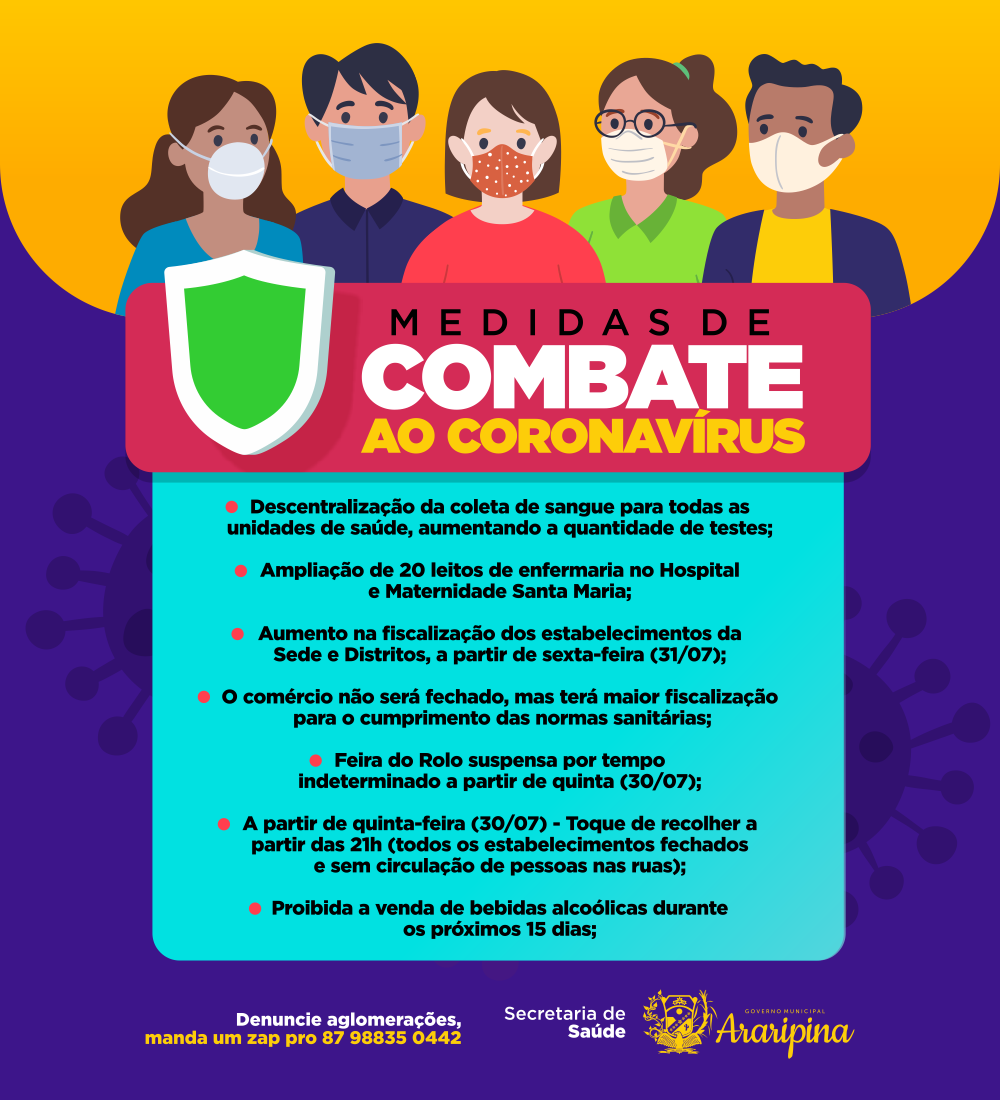 MEDIDAS DE
COMBATE
AO CORONAVÍRUS
• Descentralização da coleta de sangue para todas as
unidades de saúde, aumentando a quantidade de testes;
• Ampliação de 20 leitos de enfermaria no Hospital
e Maternidade Santa Maria;
• Aumento na fiscalização dos estabelecimentos da
Sede e Distritos, a partir de sexta-feira (31/07);
• O comércio não será fechado, mas terá maior fiscalização
para o cumprimento das normas sanitárias;
• Feira do Rolo suspensa por tempo
indeterminado a partir de quinta (30/07);
• A partir de quinta-feira (30/07) - Toque de recolher a
partir das 21h (todos os estabelecimentos fechados
e sem circulação de pessoas nas ruas);
• Proibida a venda de bebidas alcoólicas durante
os próximos 15 dias;
Denuncie aglomerações,
manda um zap pro 87 98835 0442
Secretaria de
Saúde
GOVERNO MUNICIPAL
Araripina